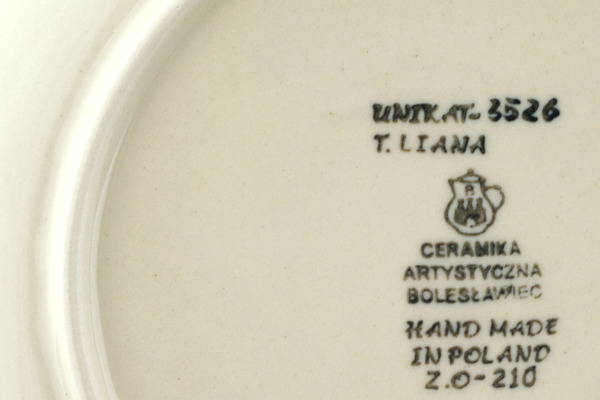 UNIKAT-3526
T. LIANA
B
CERAMIKA
ARTYSTYCZNA
BOLESŁAWIEC
HAND MADE
IN POLAND
Z.O-210